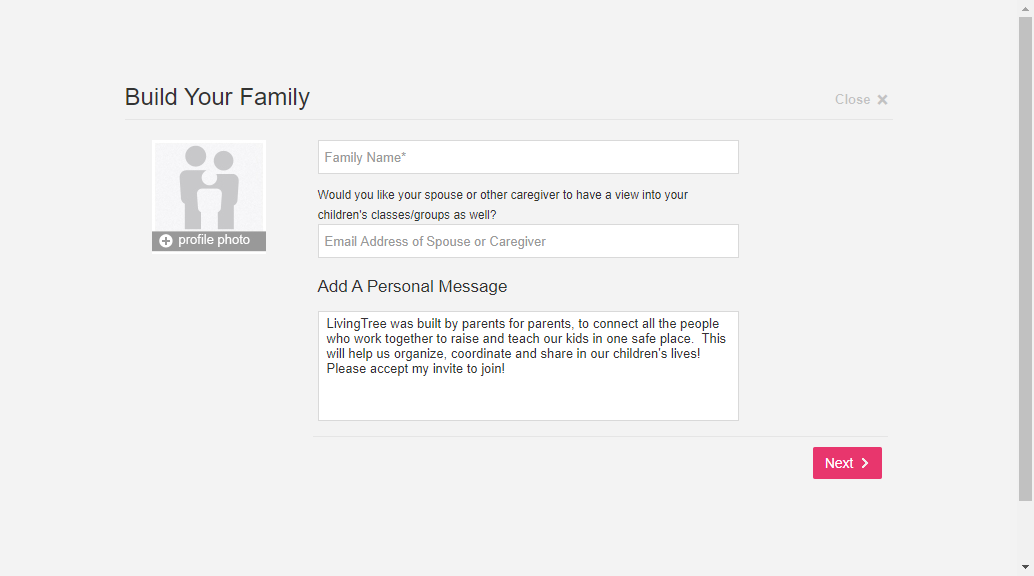 Build Your Family
Close
profile photo
Family Name*
Would you like your spouse or other caregiver to have a view into your
children's classes/groups as well?
Email Address of Spouse or Caregiver
Add A Personal Message
LivingTree was built by parents for parents, to connect all the people
who work together to raise and teach our kids in one safe place.  This
will help us organize, coordinate and share in our children's lives!
Please accept my invite to join!
Next